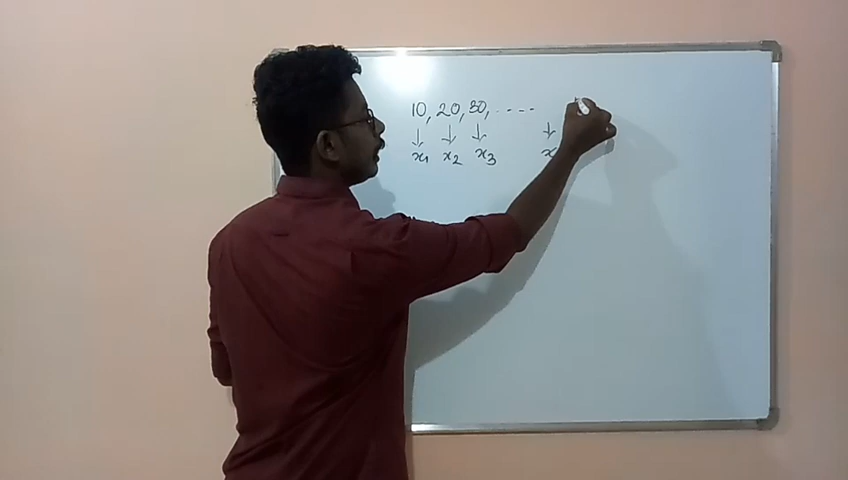 10, 20, 30, .----
↓ ↓ ↓ ↓
x1 x2 x3 x